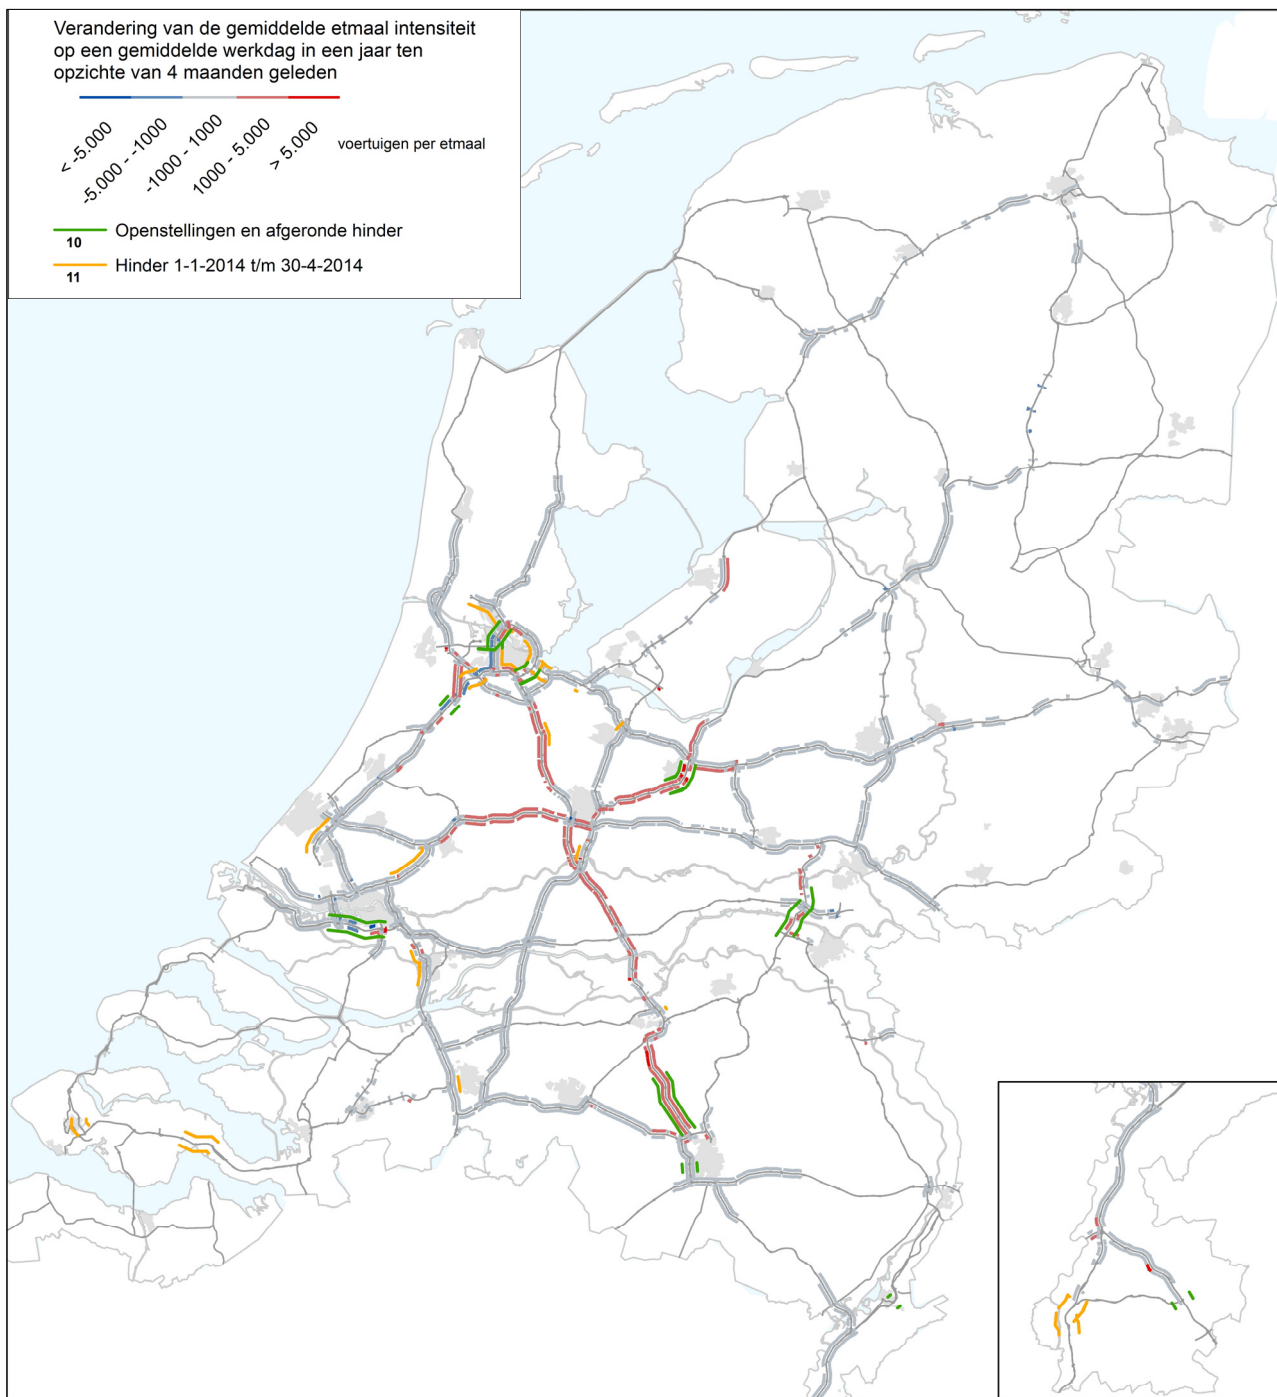 Verandering van de gemiddelde etmaal intensiteit
op een gemiddelde werkdag in een jaar ten
opzichte van 4 maanden geleden
< -5.000
-5.000 - -1000
-1000 - 1000
1000 - 5.000
> 5.000
voertuigen per etmaal
10 Openstellingen en afgeronde hinder
11 Hinder 1-1-2014 t/m 30-4-2014